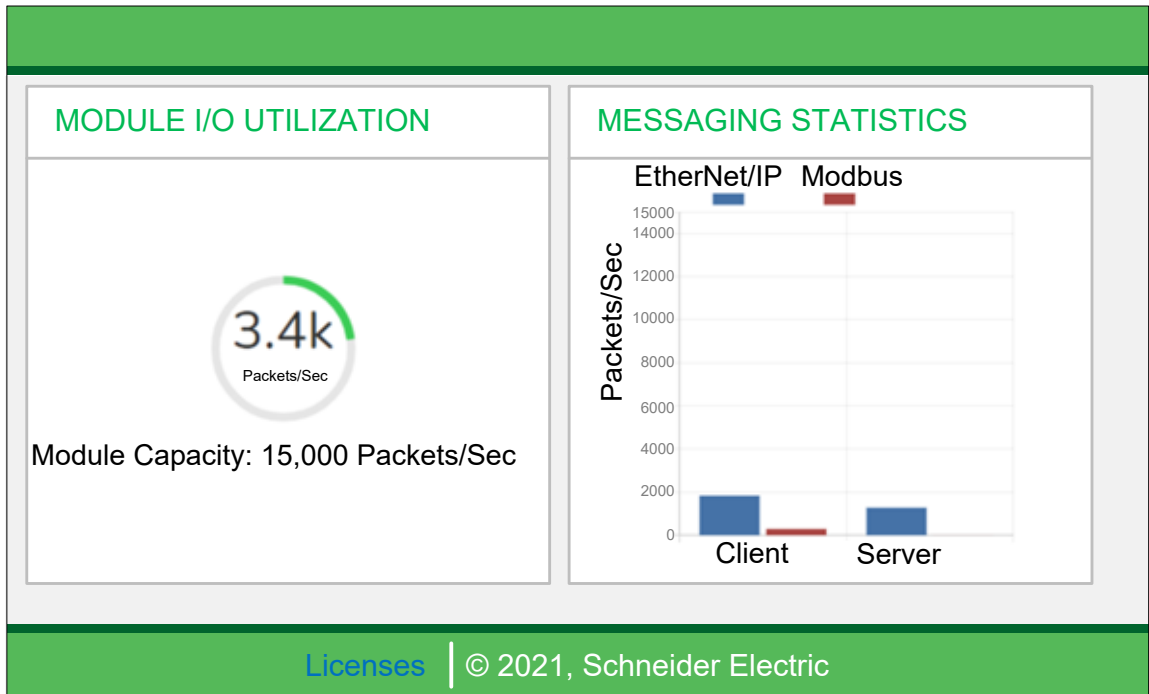 MODULE I/O UTILIZATION
3.4k
Packets/Sec
Module Capacity: 15,000 Packets/Sec
MESSAGING STATISTICS
EtherNet/IP Modbus
Packets/Sec
15000
14000
12000
10000
8000
6000
4000
2000
0
Client Server
Licenses © 2021, Schneider Electric